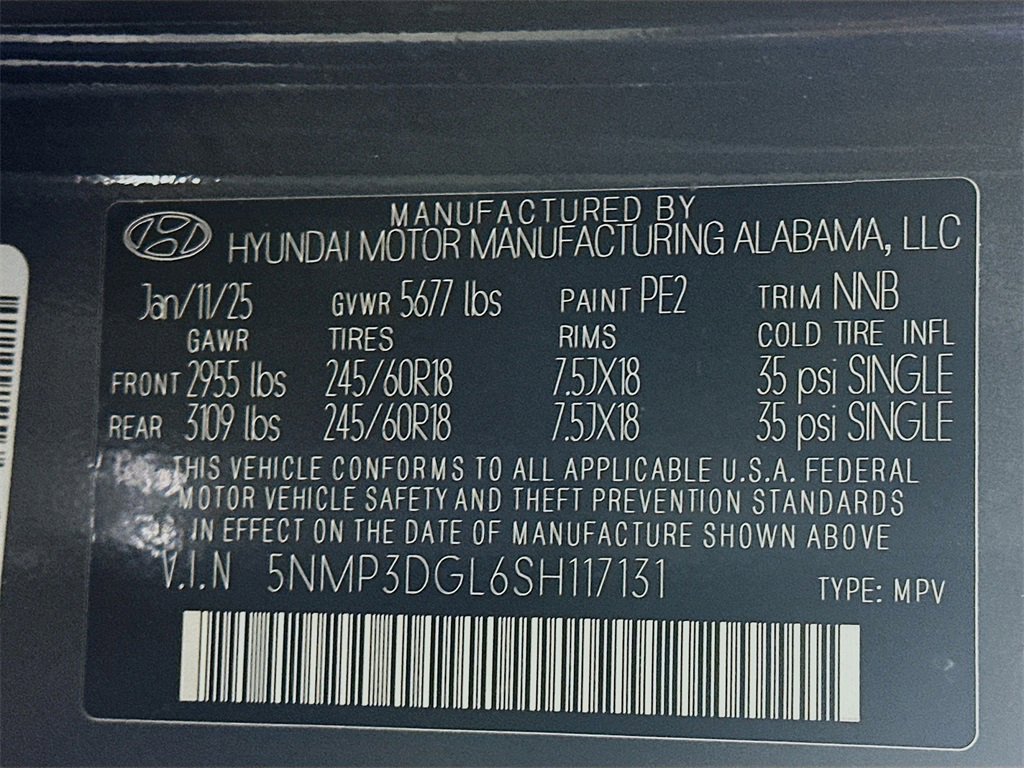 MANUFACTURED BY
HYUNDAI MOTOR MANUFACTURING ALABAMA, LLC
Jan/11/25 GVWR 5677 lbs PAINT PE2 TRIM NNB
GAWR TIRES RIMS COLD TIRE INFL
FRONT 2955 lbs 245/60R18 7.5JX18 35 psi SINGLE
REAR 3109 lbs 245/60R18 7.5JX18 35 psi SINGLE
THIS VEHICLE CONFORMS TO ALL APPLICABLE U.S.A. FEDERAL
MOTOR VEHICLE SAFETY AND THEFT PREVENTION STANDARDS
IN EFFECT ON THE DATE OF MANUFACTURE SHOWN ABOVE
V.I.N 5NMP3DGL6SH117131 TYPE: MPV